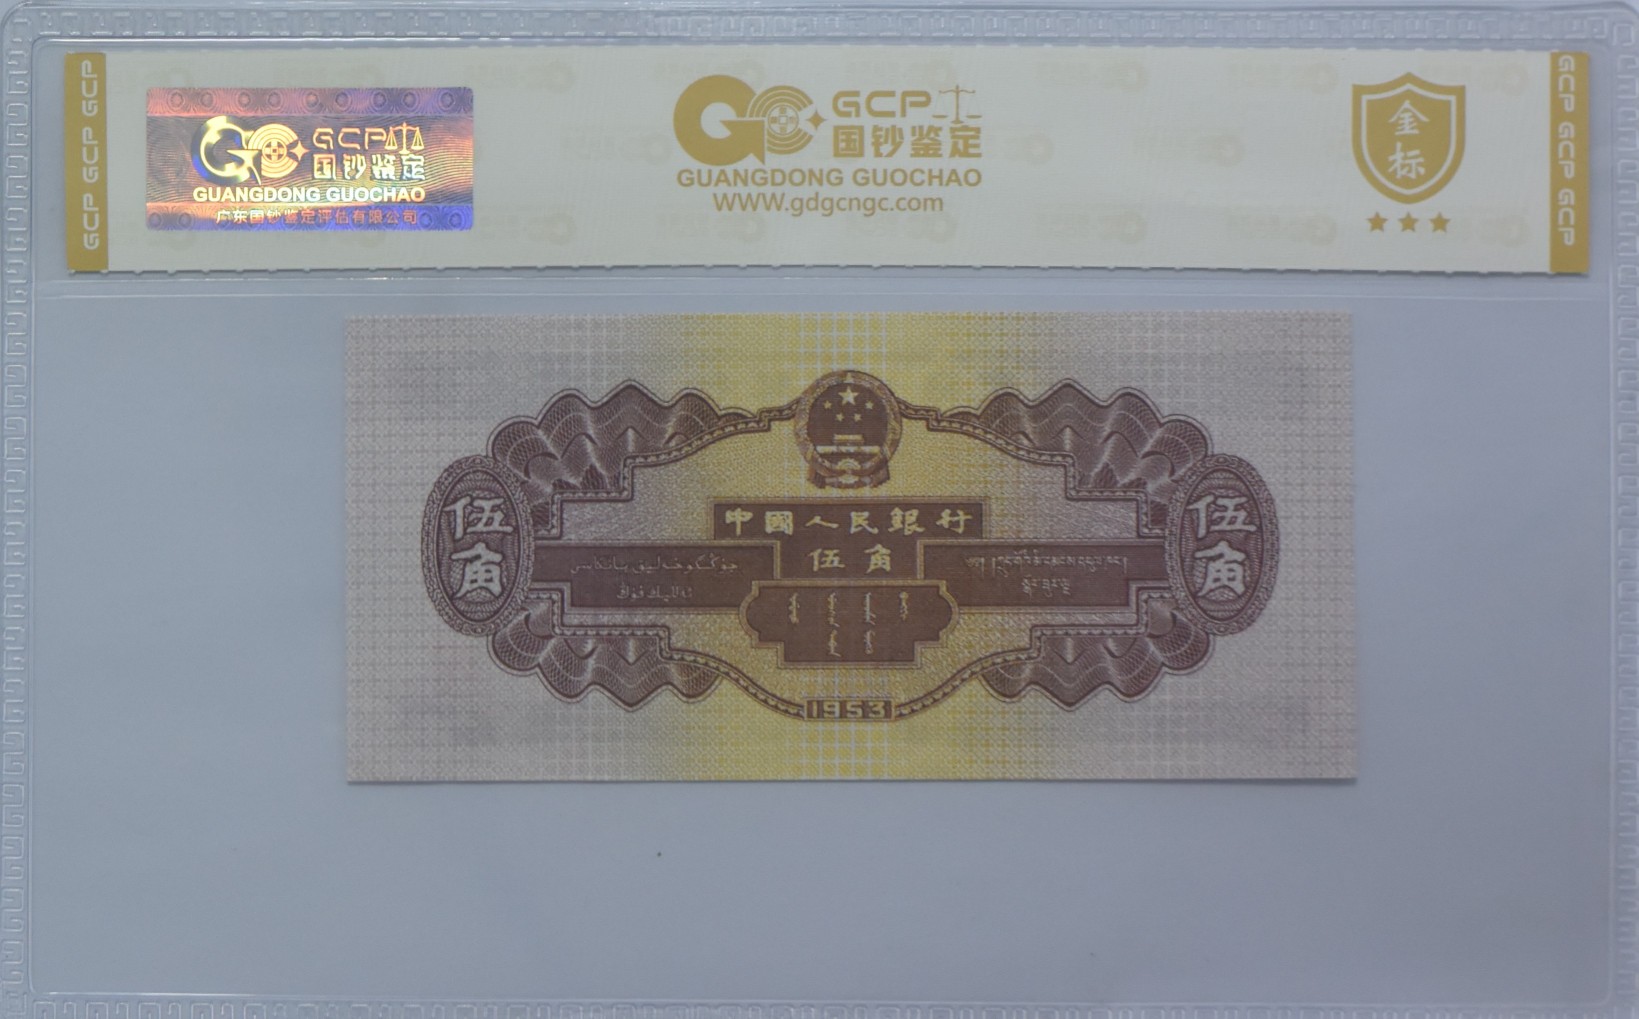 GCP GCP GCP
GCP
国钞鉴定
GUANGDONG GUOCHAO
广东国钞鉴定评估有限公司
GCP
国钞鉴定
GUANGDONG GUOCHAO
WWW.gdgcngc.com
金
标
GCP GCP GCP
中國人民銀行
伍角
伍角
伍角
1953